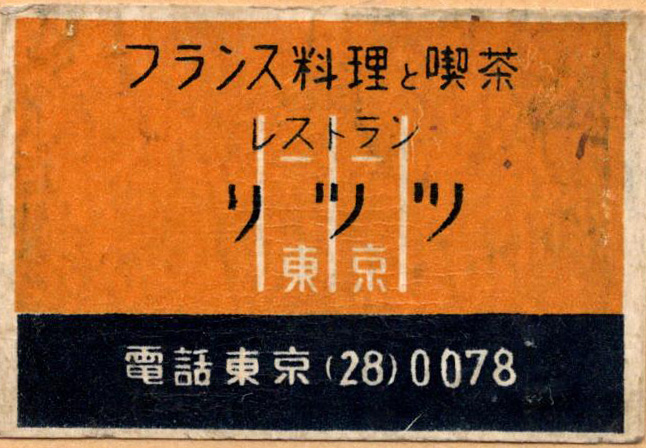 フランス料理と喫茶
レストラン
リツツ
東京
電話東京(28)0078